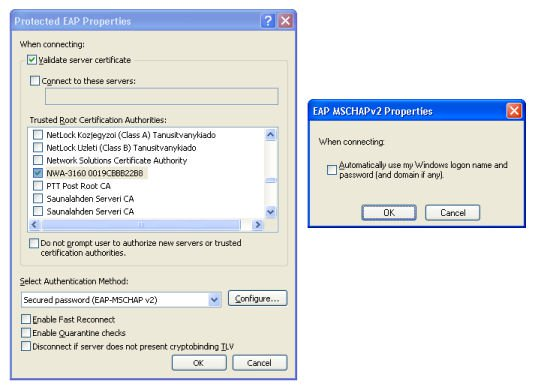 Protected EAP Properties
When connecting:
Validate server certificate
Connect to these servers:
Trusted Root Certification Authorities:
NetLock Kozjegyzoi (Class A) Tanusitvanykiado
NetLock Uzleti (Class B) Tanusitvanykiado
Network Solutions Certificate Authority
NWA-3160 0019CBBB22B8
PTT Post Root CA
Saunalahden Serveri CA
Saunalahden Serveri CA
Do not prompt user to authorize new servers or trusted
certification authorities.
Select Authentication Method:
Secured password (EAP-MSCHAP v2)
Configure...
Enable Fast Reconnect
Enable Quarantine checks
Disconnect if server does not present cryptobinding TLV
OK
Cancel
EAP MSCHAPv2 Properties
When connecting:
Automatically use my Windows logon name and
password (and domain if any).
OK
Cancel